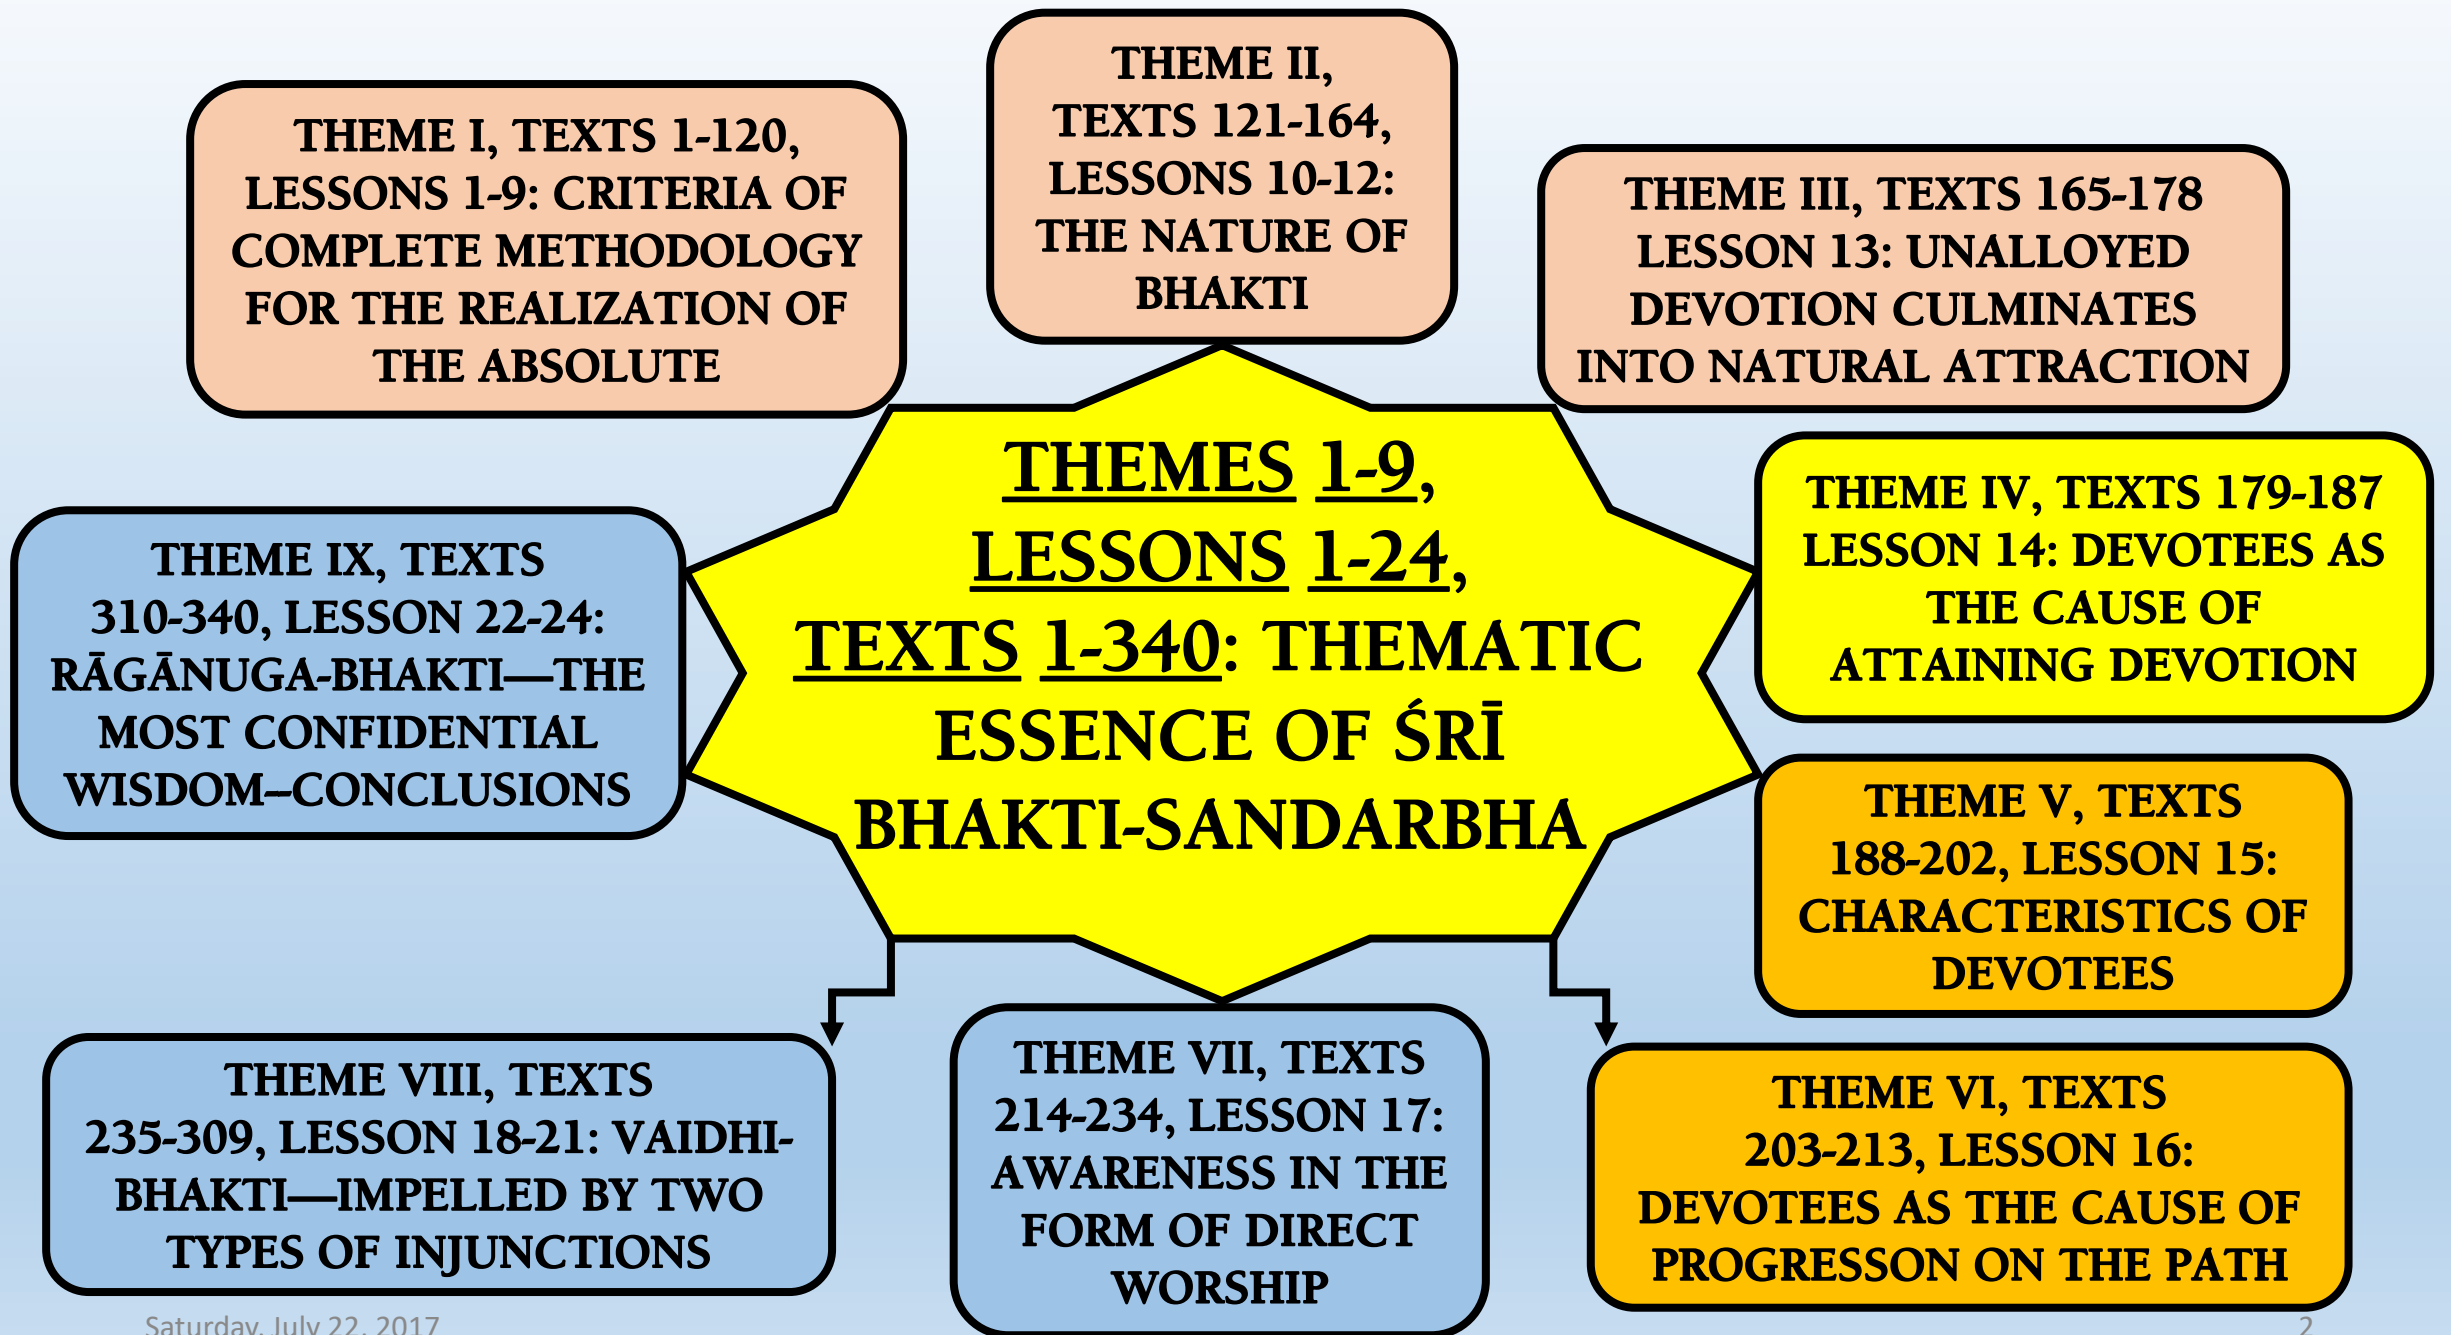 THEME I, TEXTS 1-120,
LESSONS 1-9: CRITERIA OF
COMPLETE METHODOLOGY
FOR THE REALIZATION OF
THE ABSOLUTE
THEME II,
TEXTS 121-164,
LESSONS 10-12:
THE NATURE OF
BHAKTI
THEME III, TEXTS 165-178
LESSON 13: UNALLOYED
DEVOTION CULMINATES
INTO NATURAL ATTRACTION
THEMES 1-9,
LESSONS 1-24,
TEXTS 1-340: THEMATIC
ESSENCE OF ŚRĪ
BHAKTI-SANDARBHA
THEME IV, TEXTS 179-187
LESSON 14: DEVOTEES AS
THE CAUSE OF
ATTAINING DEVOTION
THEME V, TEXTS
188-202, LESSON 15:
CHARACTERISTICS OF
DEVOTEES
THEME VI, TEXTS
203-213, LESSON 16:
DEVOTEES AS THE CAUSE OF
PROGRESSON ON THE PATH
THEME VII, TEXTS
214-234, LESSON 17:
AWARENESS IN THE
FORM OF DIRECT
WORSHIP
THEME VIII, TEXTS
235-309, LESSON 18-21: VAIDHI-
BHAKTI—IMPELLED BY TWO
TYPES OF INJUNCTIONS
THEME IX, TEXTS
310-340, LESSON 22-24:
RĀGĀNUGA-BHAKTI—THE
MOST CONFIDENTIAL
WISDOM–CONCLUSIONS
Saturday, July 22, 2017
2